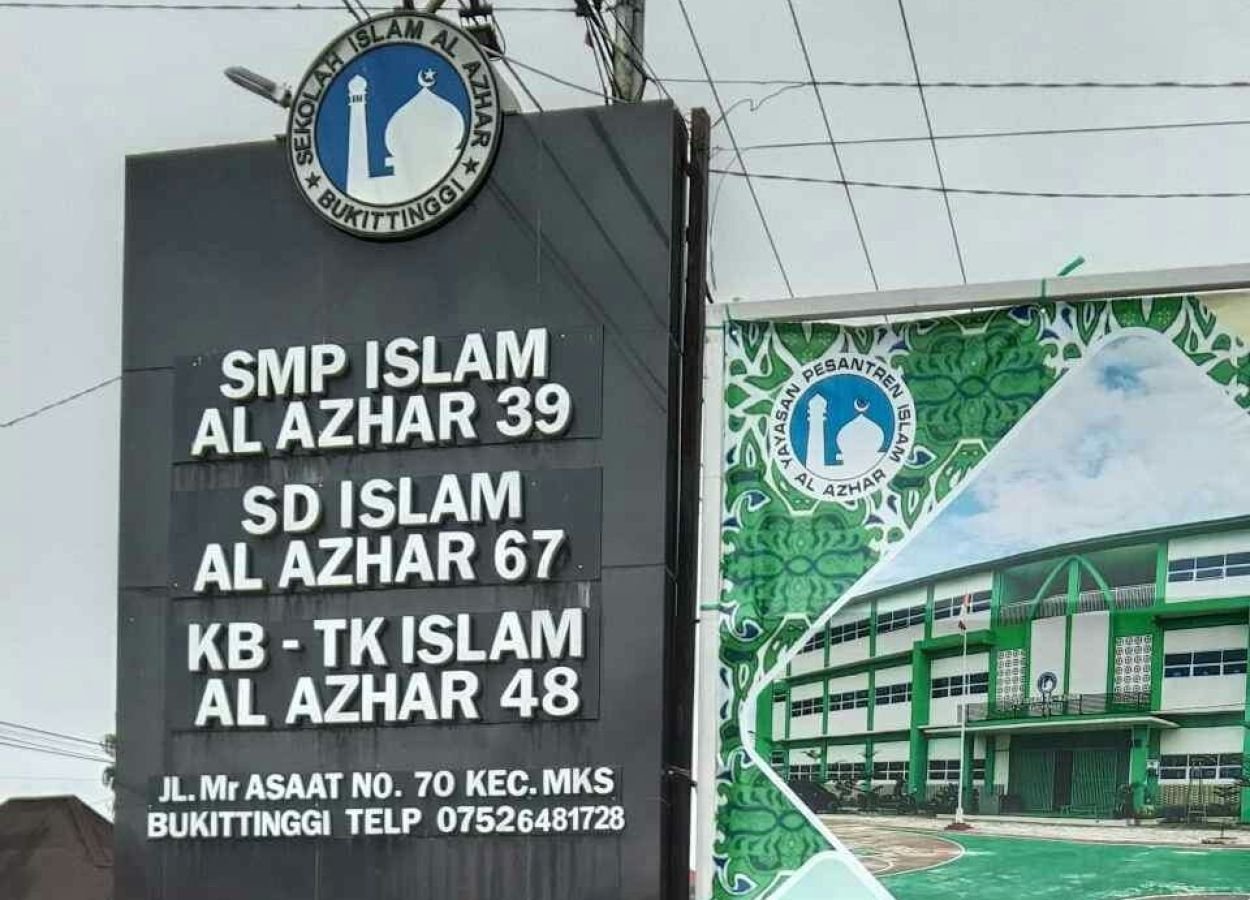 SEKOLAH ISLAM AL AZHAR
★ BUKITTINGGI ★
SMP ISLAM
AL AZHAR 39
SD ISLAM
AL AZHAR 67
KB - TK ISLAM
AL AZHAR 48
JL. Mr ASAAT NO. 70 KEC. MKS
BUKITTINGGI TELP 07526481728
YAYASAN PESANTREN ISLAM
AL AZHAR